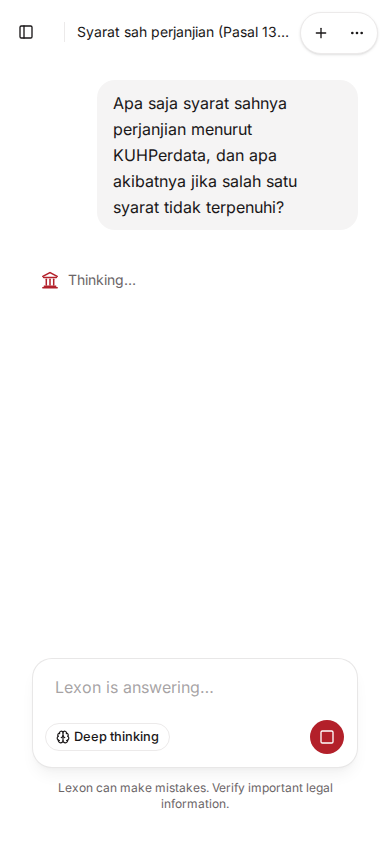 Syarat sah perjanjian (Pasal 13...
Apa saja syarat sahnya
perjanjian menurut
KUHPerdata, dan apa
akibatnya jika salah satu
syarat tidak terpenuhi?
Thinking...
Lexon is answering...
Deep thinking
Lexon can make mistakes. Verify important legal
information.